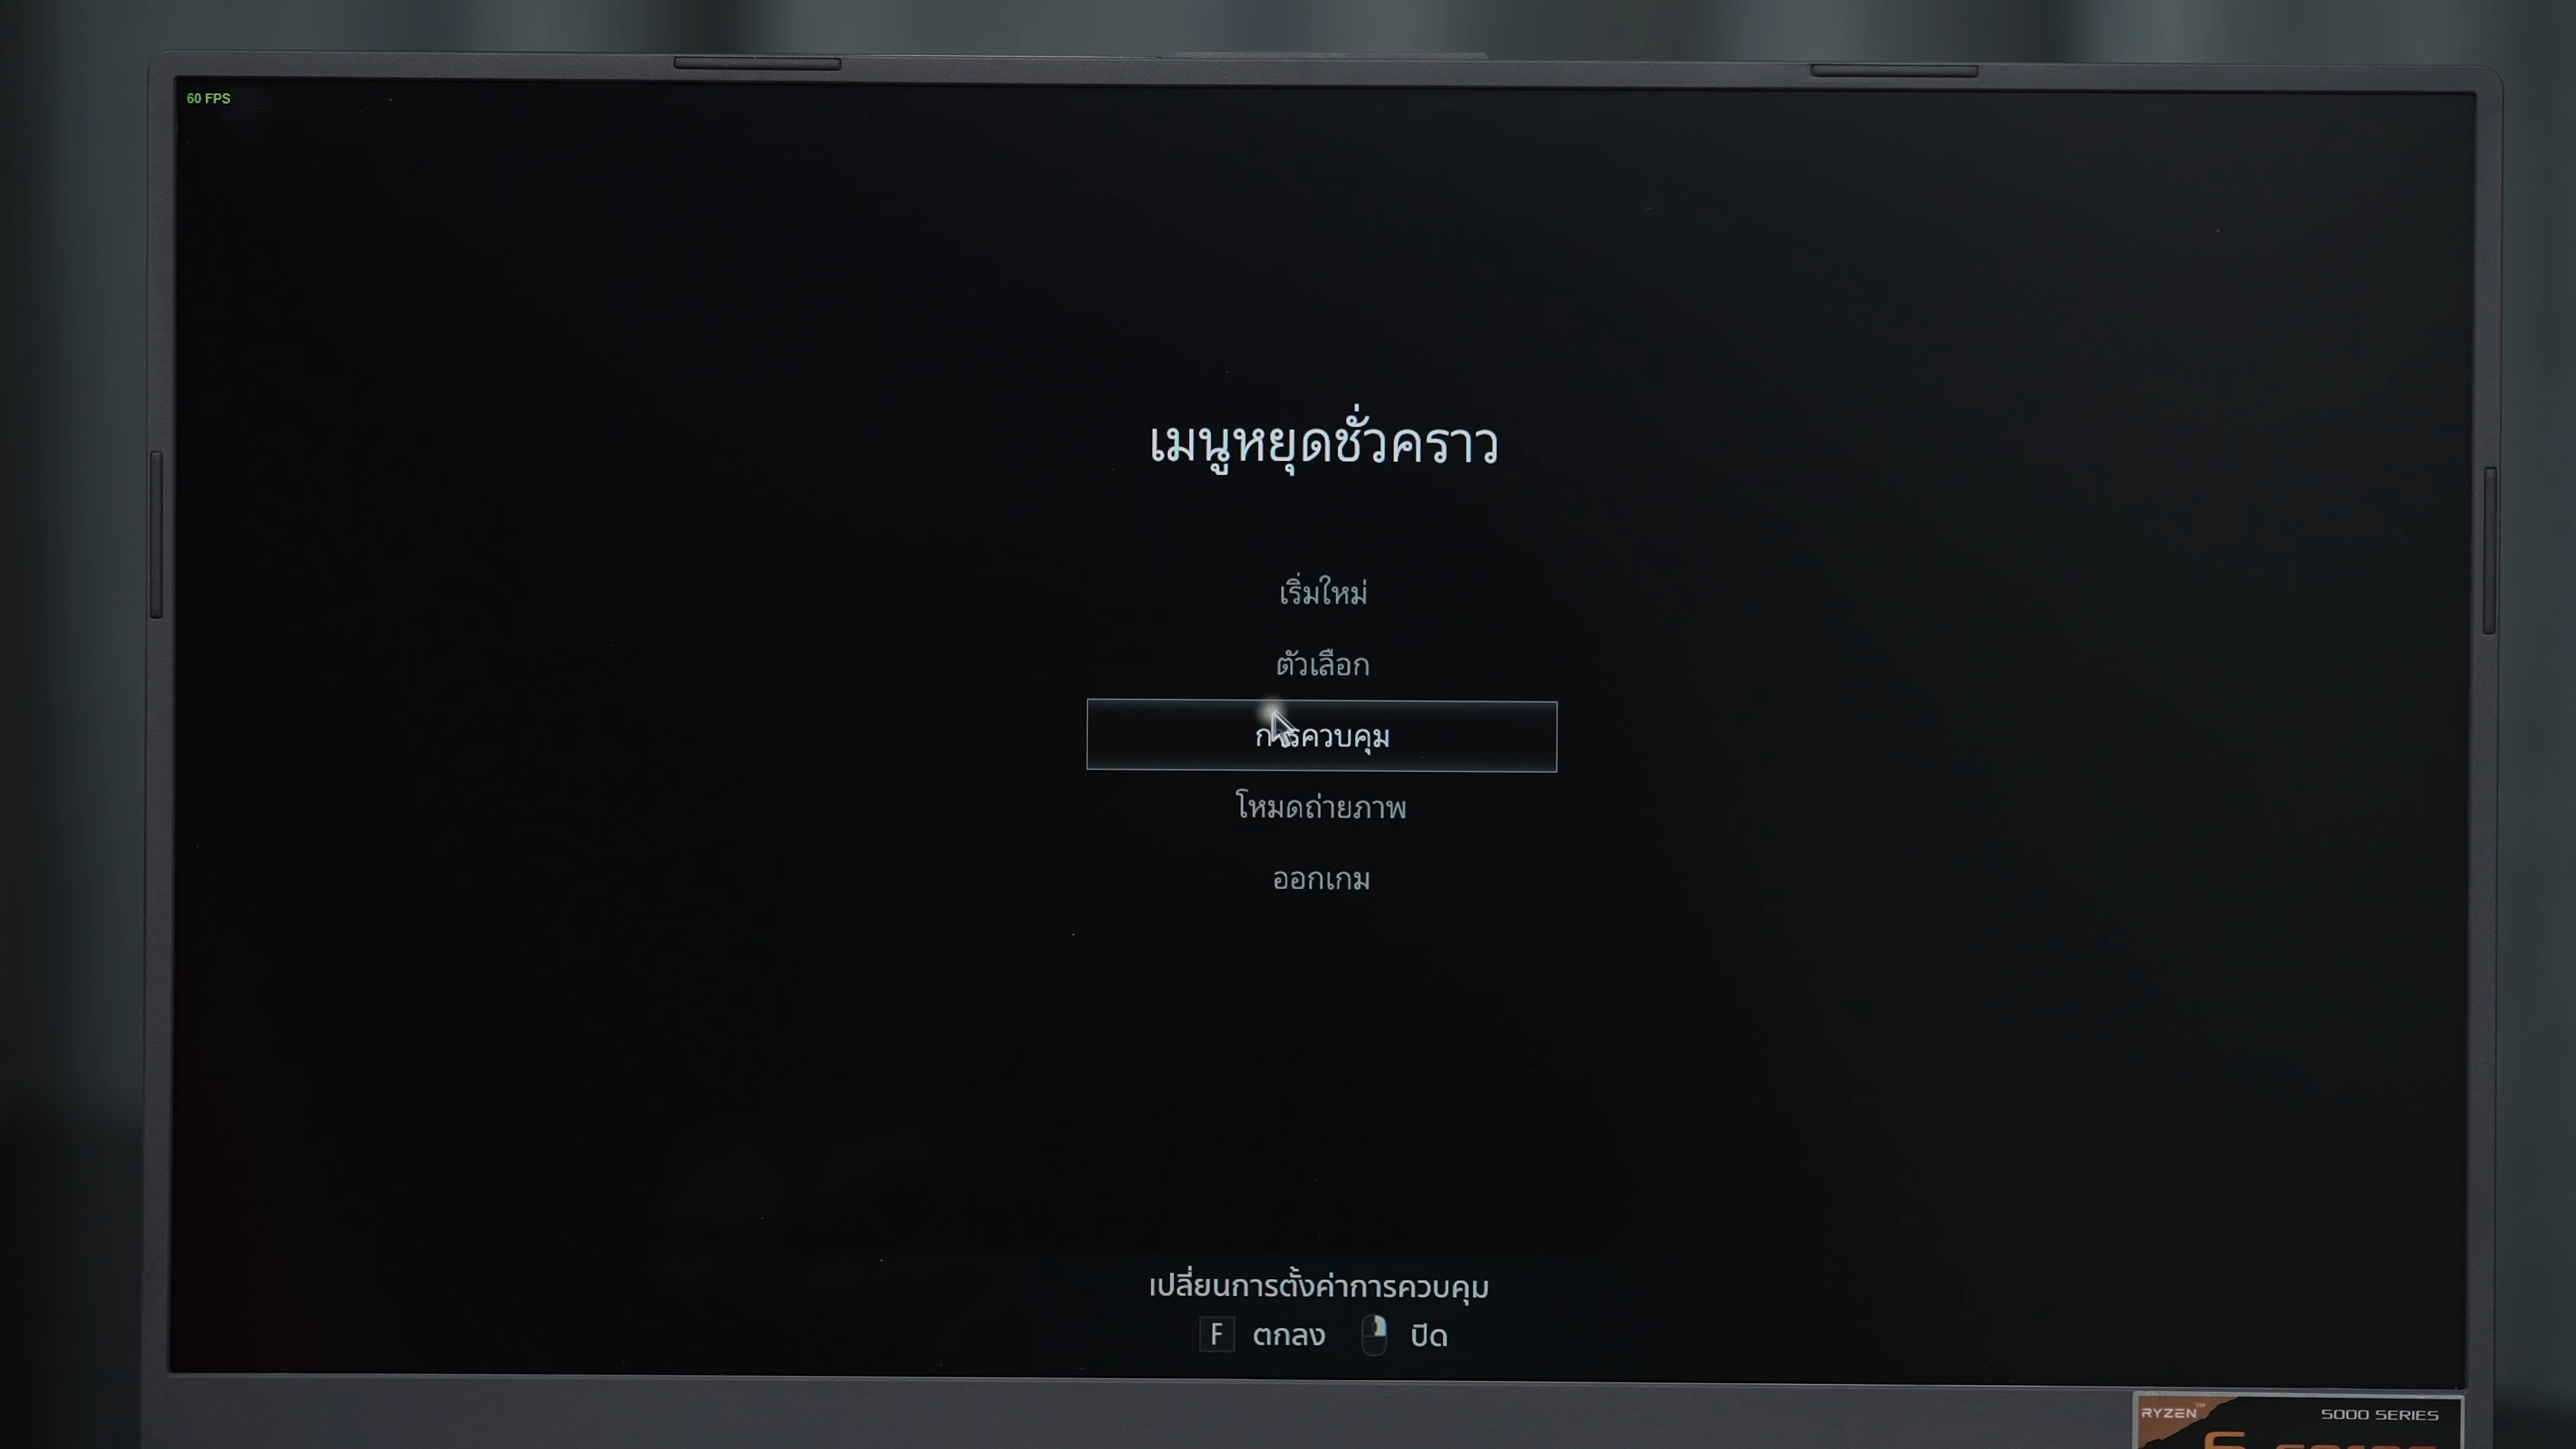 60 FPS
เมนูหยุดชั่วคราว
เริ่มใหม่
ตัวเลือก
การควบคุม
โหมดถ่ายภาพ
ออกเกม
เปลี่ยนการตั้งค่าการควบคุม
F ตกลง ปิด
RYZEN™ 5000 SERIES